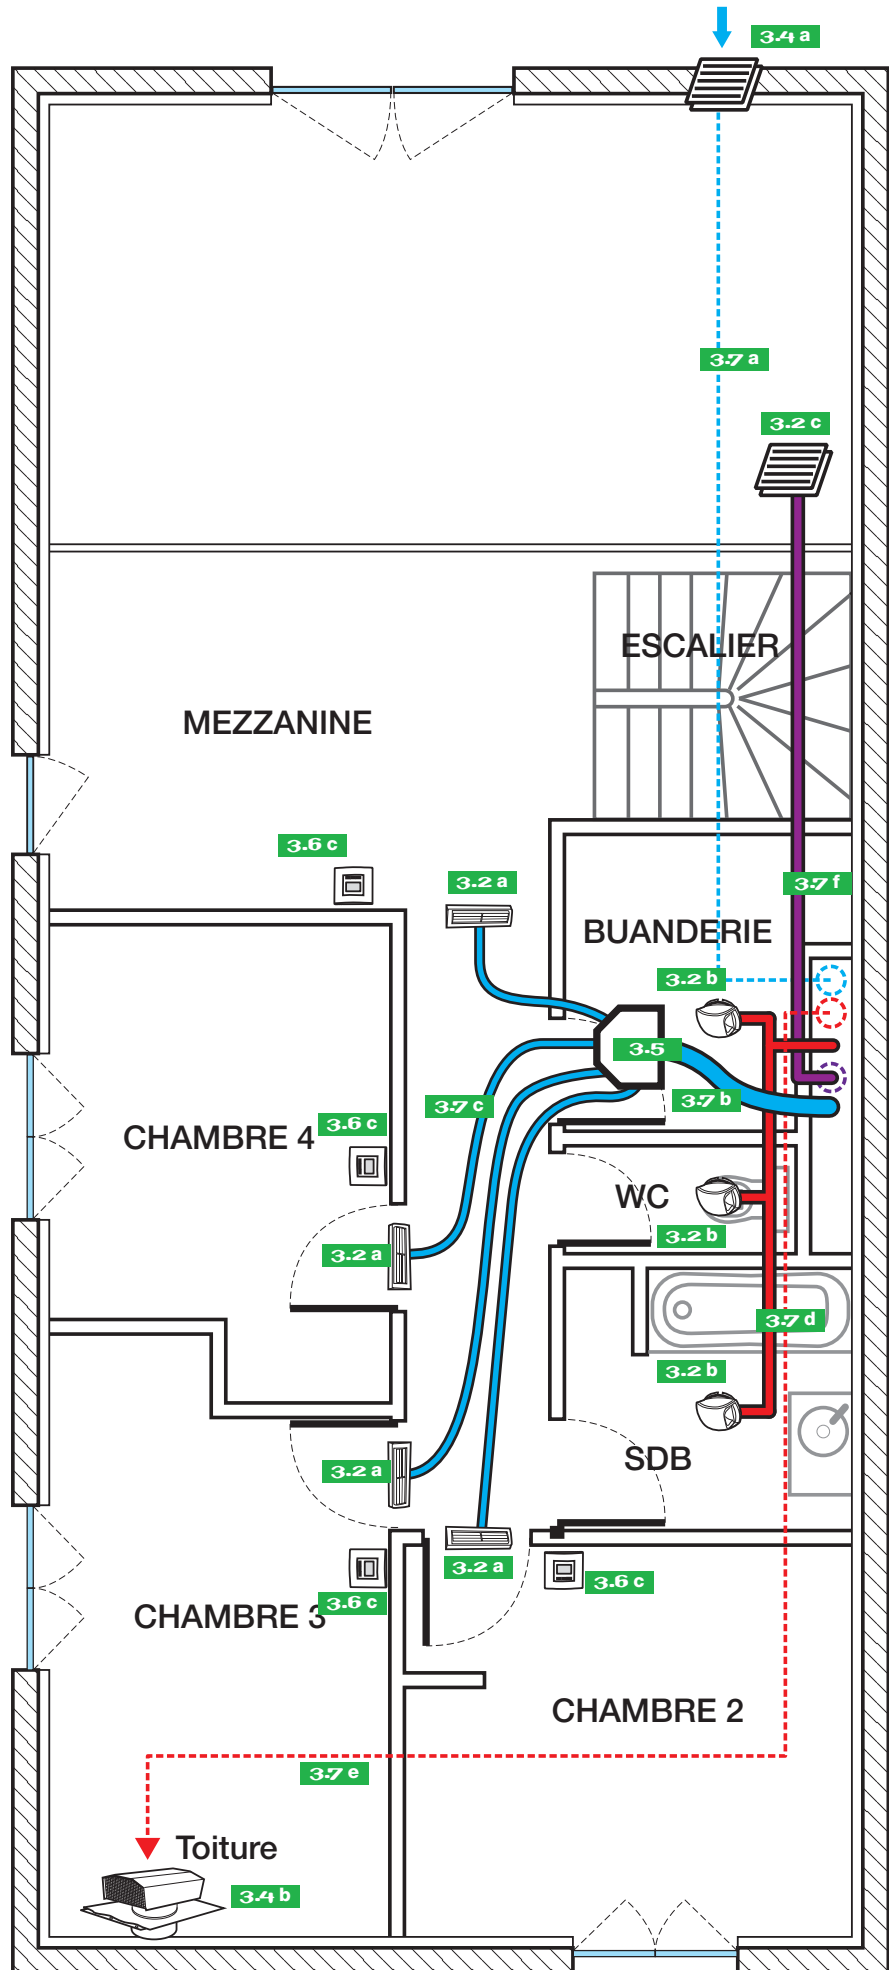 3.4 a
3.7 a
3.2 c
ESCALIER
MEZZANINE
3.6 c
3.2 a
3.7 f
BUANDERIE
3.2 b
3.5
3.7 b
3.7 c
CHAMBRE 4
3.6 c
WC
3.2 b
3.2 a
3.7 d
3.2 b
SDB
3.2 a
3.2 a
3.6 c
3.6 c
CHAMBRE 3
CHAMBRE 2
3.7 e
Toiture
3.4 b